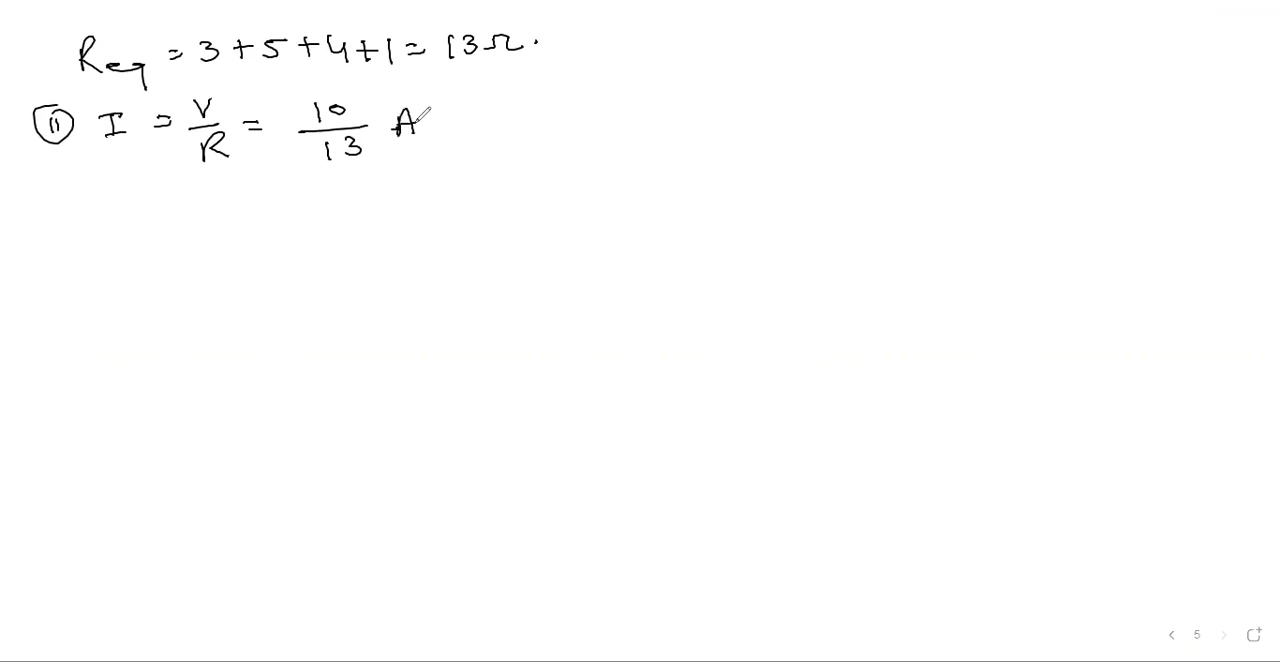 Req = 3 + 5 + 4 + 1 = 13 Ω.
(ii) I = V/R = 10/13 A
5